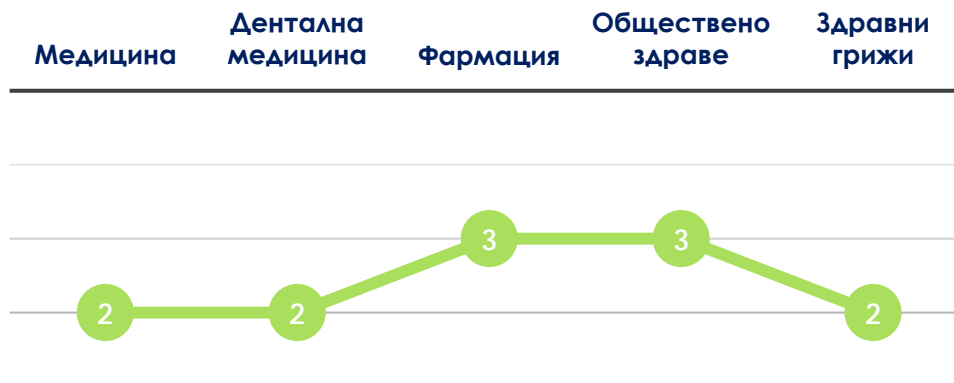 Медицина
Дентална
медицина
Фармация
Обществено
здраве
Здравни
грижи
2
2
3
3
2